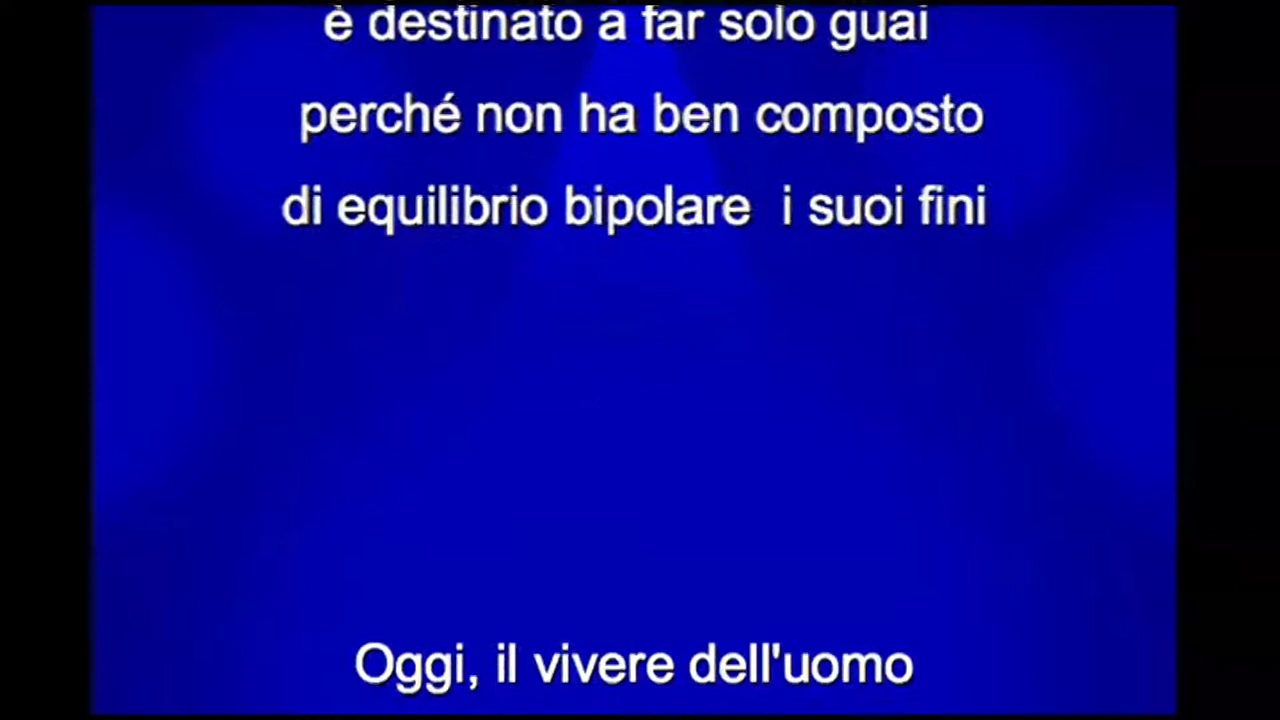 è destinato a far solo guai
perché non ha ben composto
di equilibrio bipolare i suoi fini
Oggi, il vivere dell'uomo